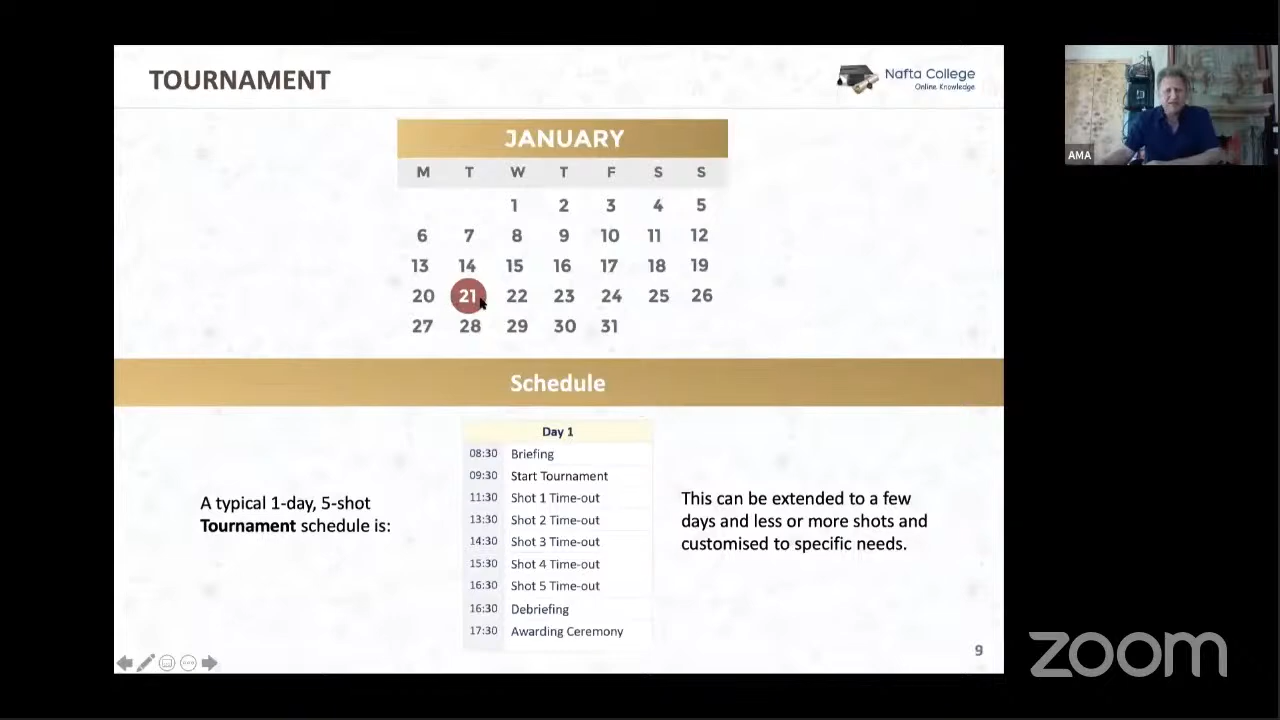 TOURNAMENT
Nafta College
Online Knowledge
AMA
JANUARY
M T W T F S S
1 2 3 4 5
6 7 8 9 10 11 12
13 14 15 16 17 18 19
20 21 22 23 24 25 26
27 28 29 30 31
Schedule
A typical 1-day, 5-shot
Tournament schedule is:
Day 1
08:30 Briefing
09:30 Start Tournament
11:30 Shot 1 Time-out
13:30 Shot 2 Time-out
14:30 Shot 3 Time-out
15:30 Shot 4 Time-out
16:30 Shot 5 Time-out
16:30 Debriefing
17:30 Awarding Ceremony
This can be extended to a few
days and less or more shots and
customised to specific needs.
9
zoom